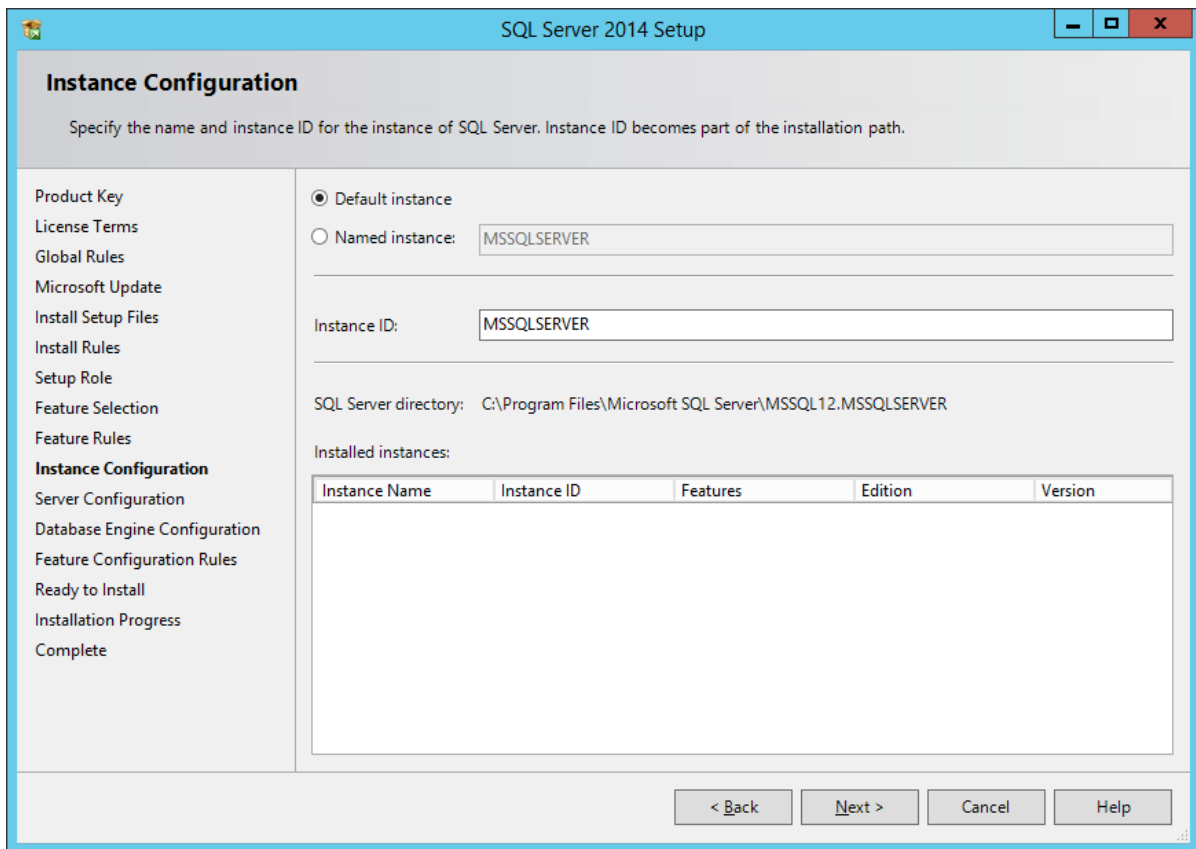 SQL Server 2014 Setup
Instance Configuration
Specify the name and instance ID for the instance of SQL Server. Instance ID becomes part of the installation path.
Product Key
License Terms
Global Rules
Microsoft Update
Install Setup Files
Install Rules
Setup Role
Feature Selection
Feature Rules
Instance Configuration
Server Configuration
Database Engine Configuration
Feature Configuration Rules
Ready to Install
Installation Progress
Complete
Default instance
Named instance: MSSQLSERVER
Instance ID: MSSQLSERVER
SQL Server directory: C:\Program Files\Microsoft SQL Server\MSSQL12.MSSQLSERVER
Installed instances:
Instance Name Instance ID Features Edition Version
< Back Next > Cancel Help